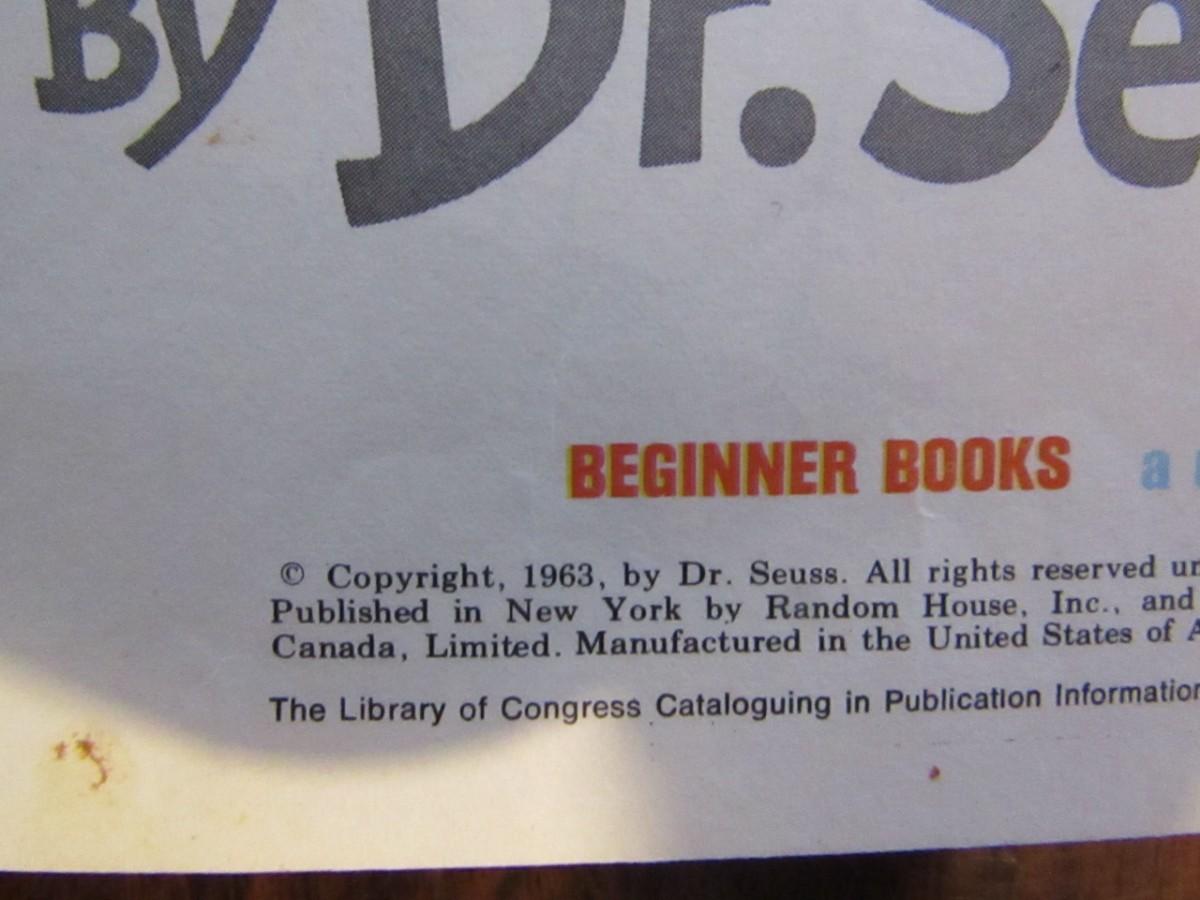 By Dr. Se
BEGINNER BOOKS a
© Copyright, 1963, by Dr. Seuss. All rights reserved
Published in New York by Random House, Inc., and
Canada, Limited. Manufactured in the United States of
The Library of Congress Cataloguing in Publication Information